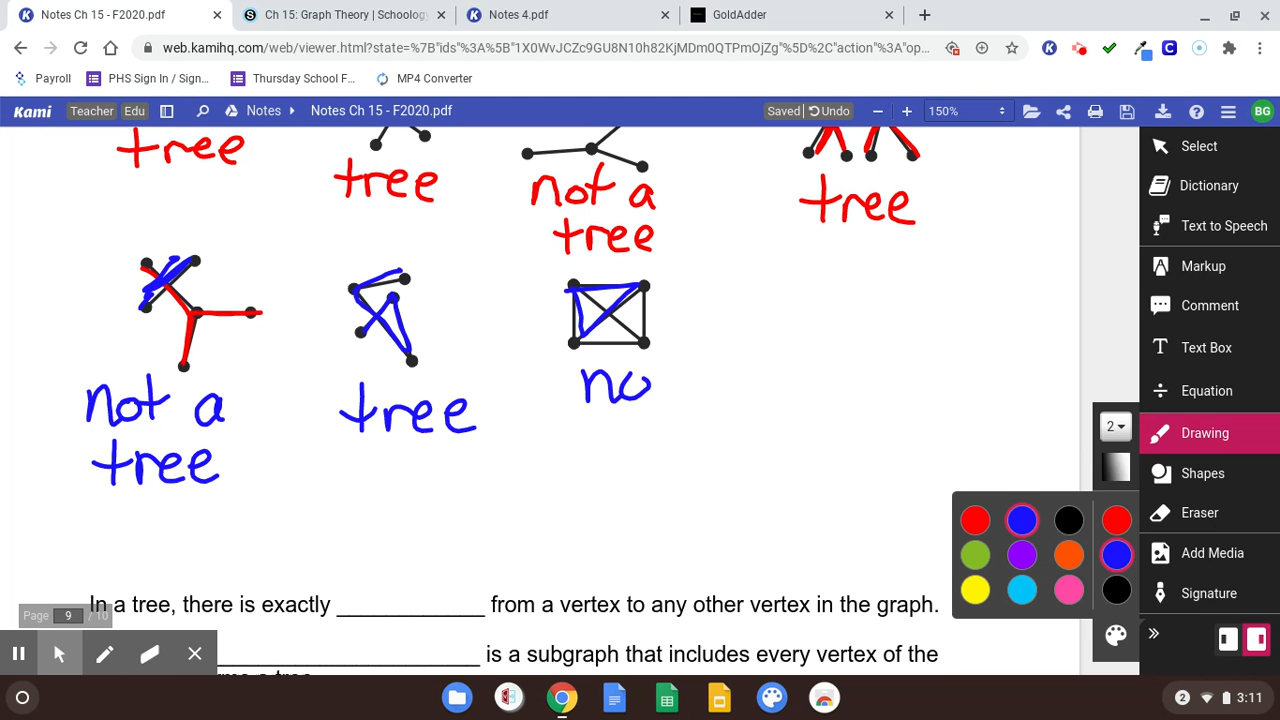 Notes Ch 15 - F2020.pdf
Ch 15: Graph Theory | Schoology
Notes 4.pdf
GoldAdder
web.kamihq.com/web/viewer.html?state=%7B"ids"%3A%5B"1X0WvJCZc9GU8N10h82KjMDm0QTPmOjZg"%5D%2C"action"%3A"op...
Payroll
PHS Sign In / Sign...
Thursday School F...
MP4 Converter
Kami
Teacher
Edu
Notes
Notes Ch 15 - F2020.pdf
Saved
Undo
150%
BG
tree
tree
not a
tree
tree
not a
tree
tree
no
In a tree, there is exactly ____________ from a vertex to any other vertex in the graph.
is a subgraph that includes every vertex of the
Page 9 / 10
Select
Dictionary
Text to Speech
Markup
Comment
Text Box
Equation
Drawing
Shapes
Eraser
Add Media
Signature
2
2
3:11